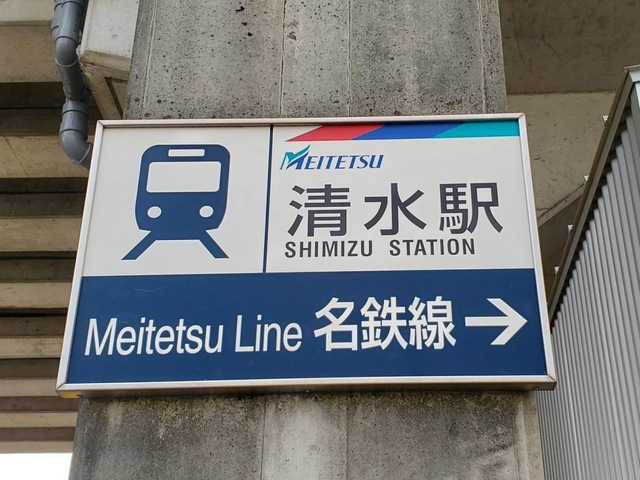 MEITETSU
清水駅
SHIMIZU STATION
Meitetsu Line 名鉄線→